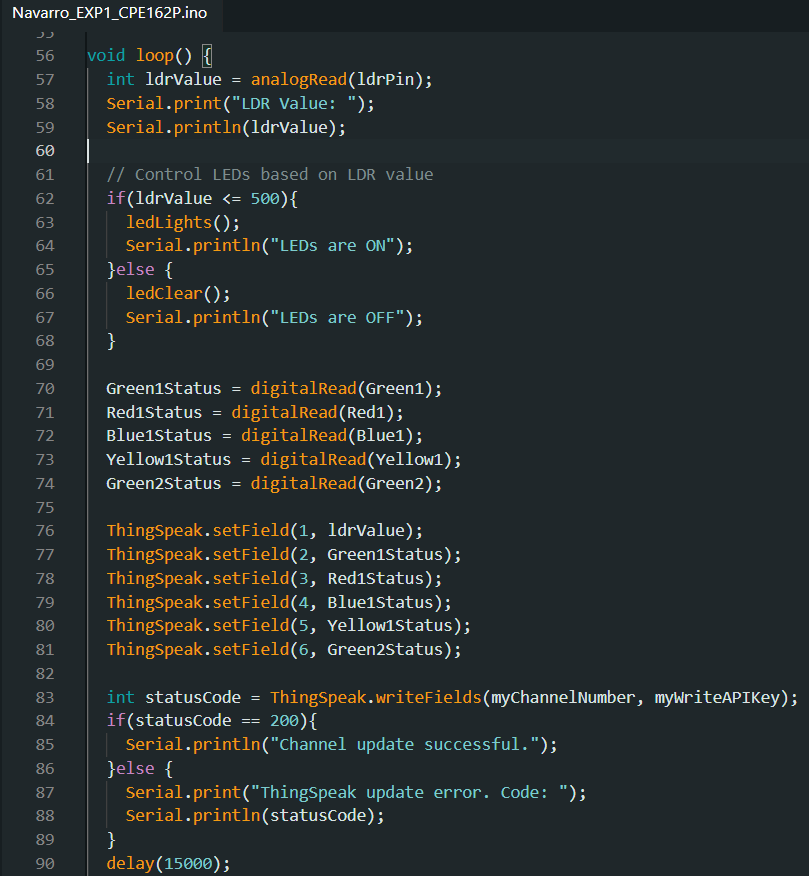 Navarro_EXP1_CPE162P.ino
55
56 void loop() {
57 int ldrValue = analogRead(ldrPin);
58 Serial.print("LDR Value: ");
59 Serial.println(ldrValue);
60
61 // Control LEDs based on LDR value
62 if(ldrValue <= 500){
63 ledLights();
64 Serial.println("LEDs are ON");
65 }else {
66 ledClear();
67 Serial.println("LEDs are OFF");
68 }
69
70 Green1Status = digitalRead(Green1);
71 Red1Status = digitalRead(Red1);
72 Blue1Status = digitalRead(Blue1);
73 Yellow1Status = digitalRead(Yellow1);
74 Green2Status = digitalRead(Green2);
75
76 ThingSpeak.setField(1, ldrValue);
77 ThingSpeak.setField(2, Green1Status);
78 ThingSpeak.setField(3, Red1Status);
79 ThingSpeak.setField(4, Blue1Status);
80 ThingSpeak.setField(5, Yellow1Status);
81 ThingSpeak.setField(6, Green2Status);
82
83 int statusCode = ThingSpeak.writeFields(myChannelNumber, myWriteAPIKey);
84 if(statusCode == 200){
85 Serial.println("Channel update successful.");
86 }else {
87 Serial.print("ThingSpeak update error. Code: ");
88 Serial.println(statusCode);
89 }
90 delay(15000);